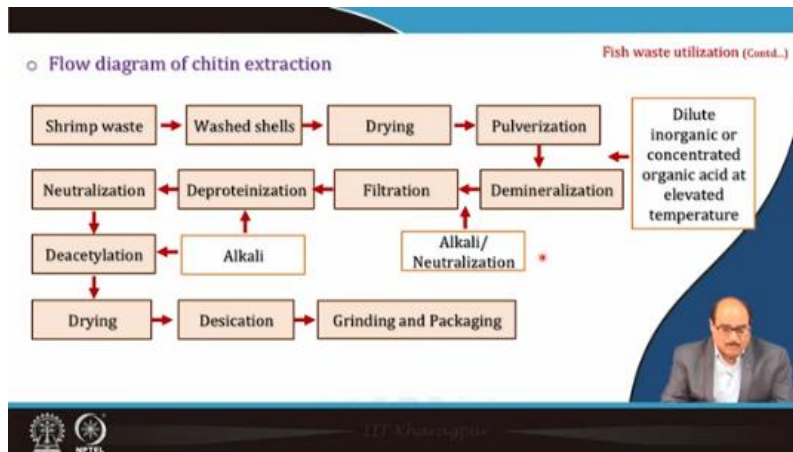 Fish waste utilization (Contd...)
○ Flow diagram of chitin extraction
Shrimp waste
Washed shells
Drying
Pulverization
Dilute
inorganic or
concentrated
organic acid at
elevated
temperature
Neutralization
Deproteinization
Filtration
Demineralization
Deacetylation
Alkali
Alkali/
Neutralization
Drying
Desication
Grinding and Packaging
IIT Kharagpur
NPTEL